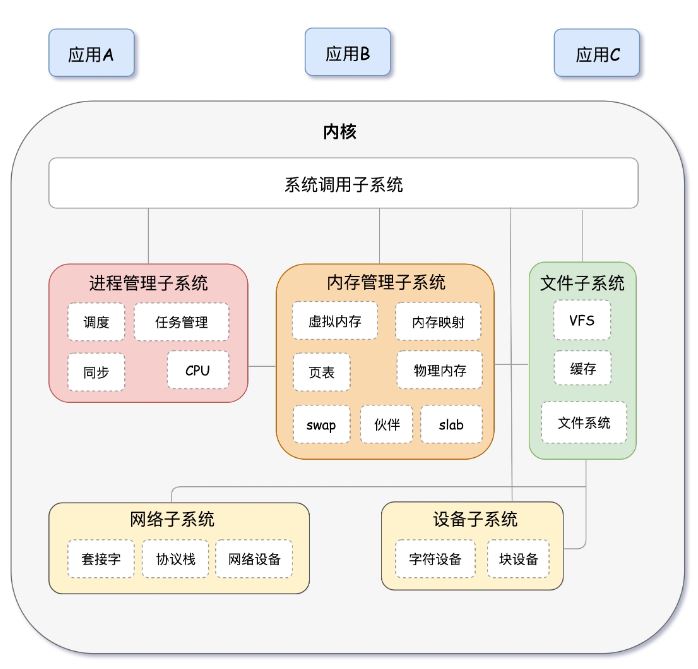 应用A
应用B
应用C
内核
系统调用子系统
进程管理子系统
调度
任务管理
同步
CPU
内存管理子系统
虚拟内存
内存映射
页表
物理内存
swap
伙伴
slab
文件子系统
VFS
缓存
文件系统
网络子系统
套接字
协议栈
网络设备
设备子系统
字符设备
块设备